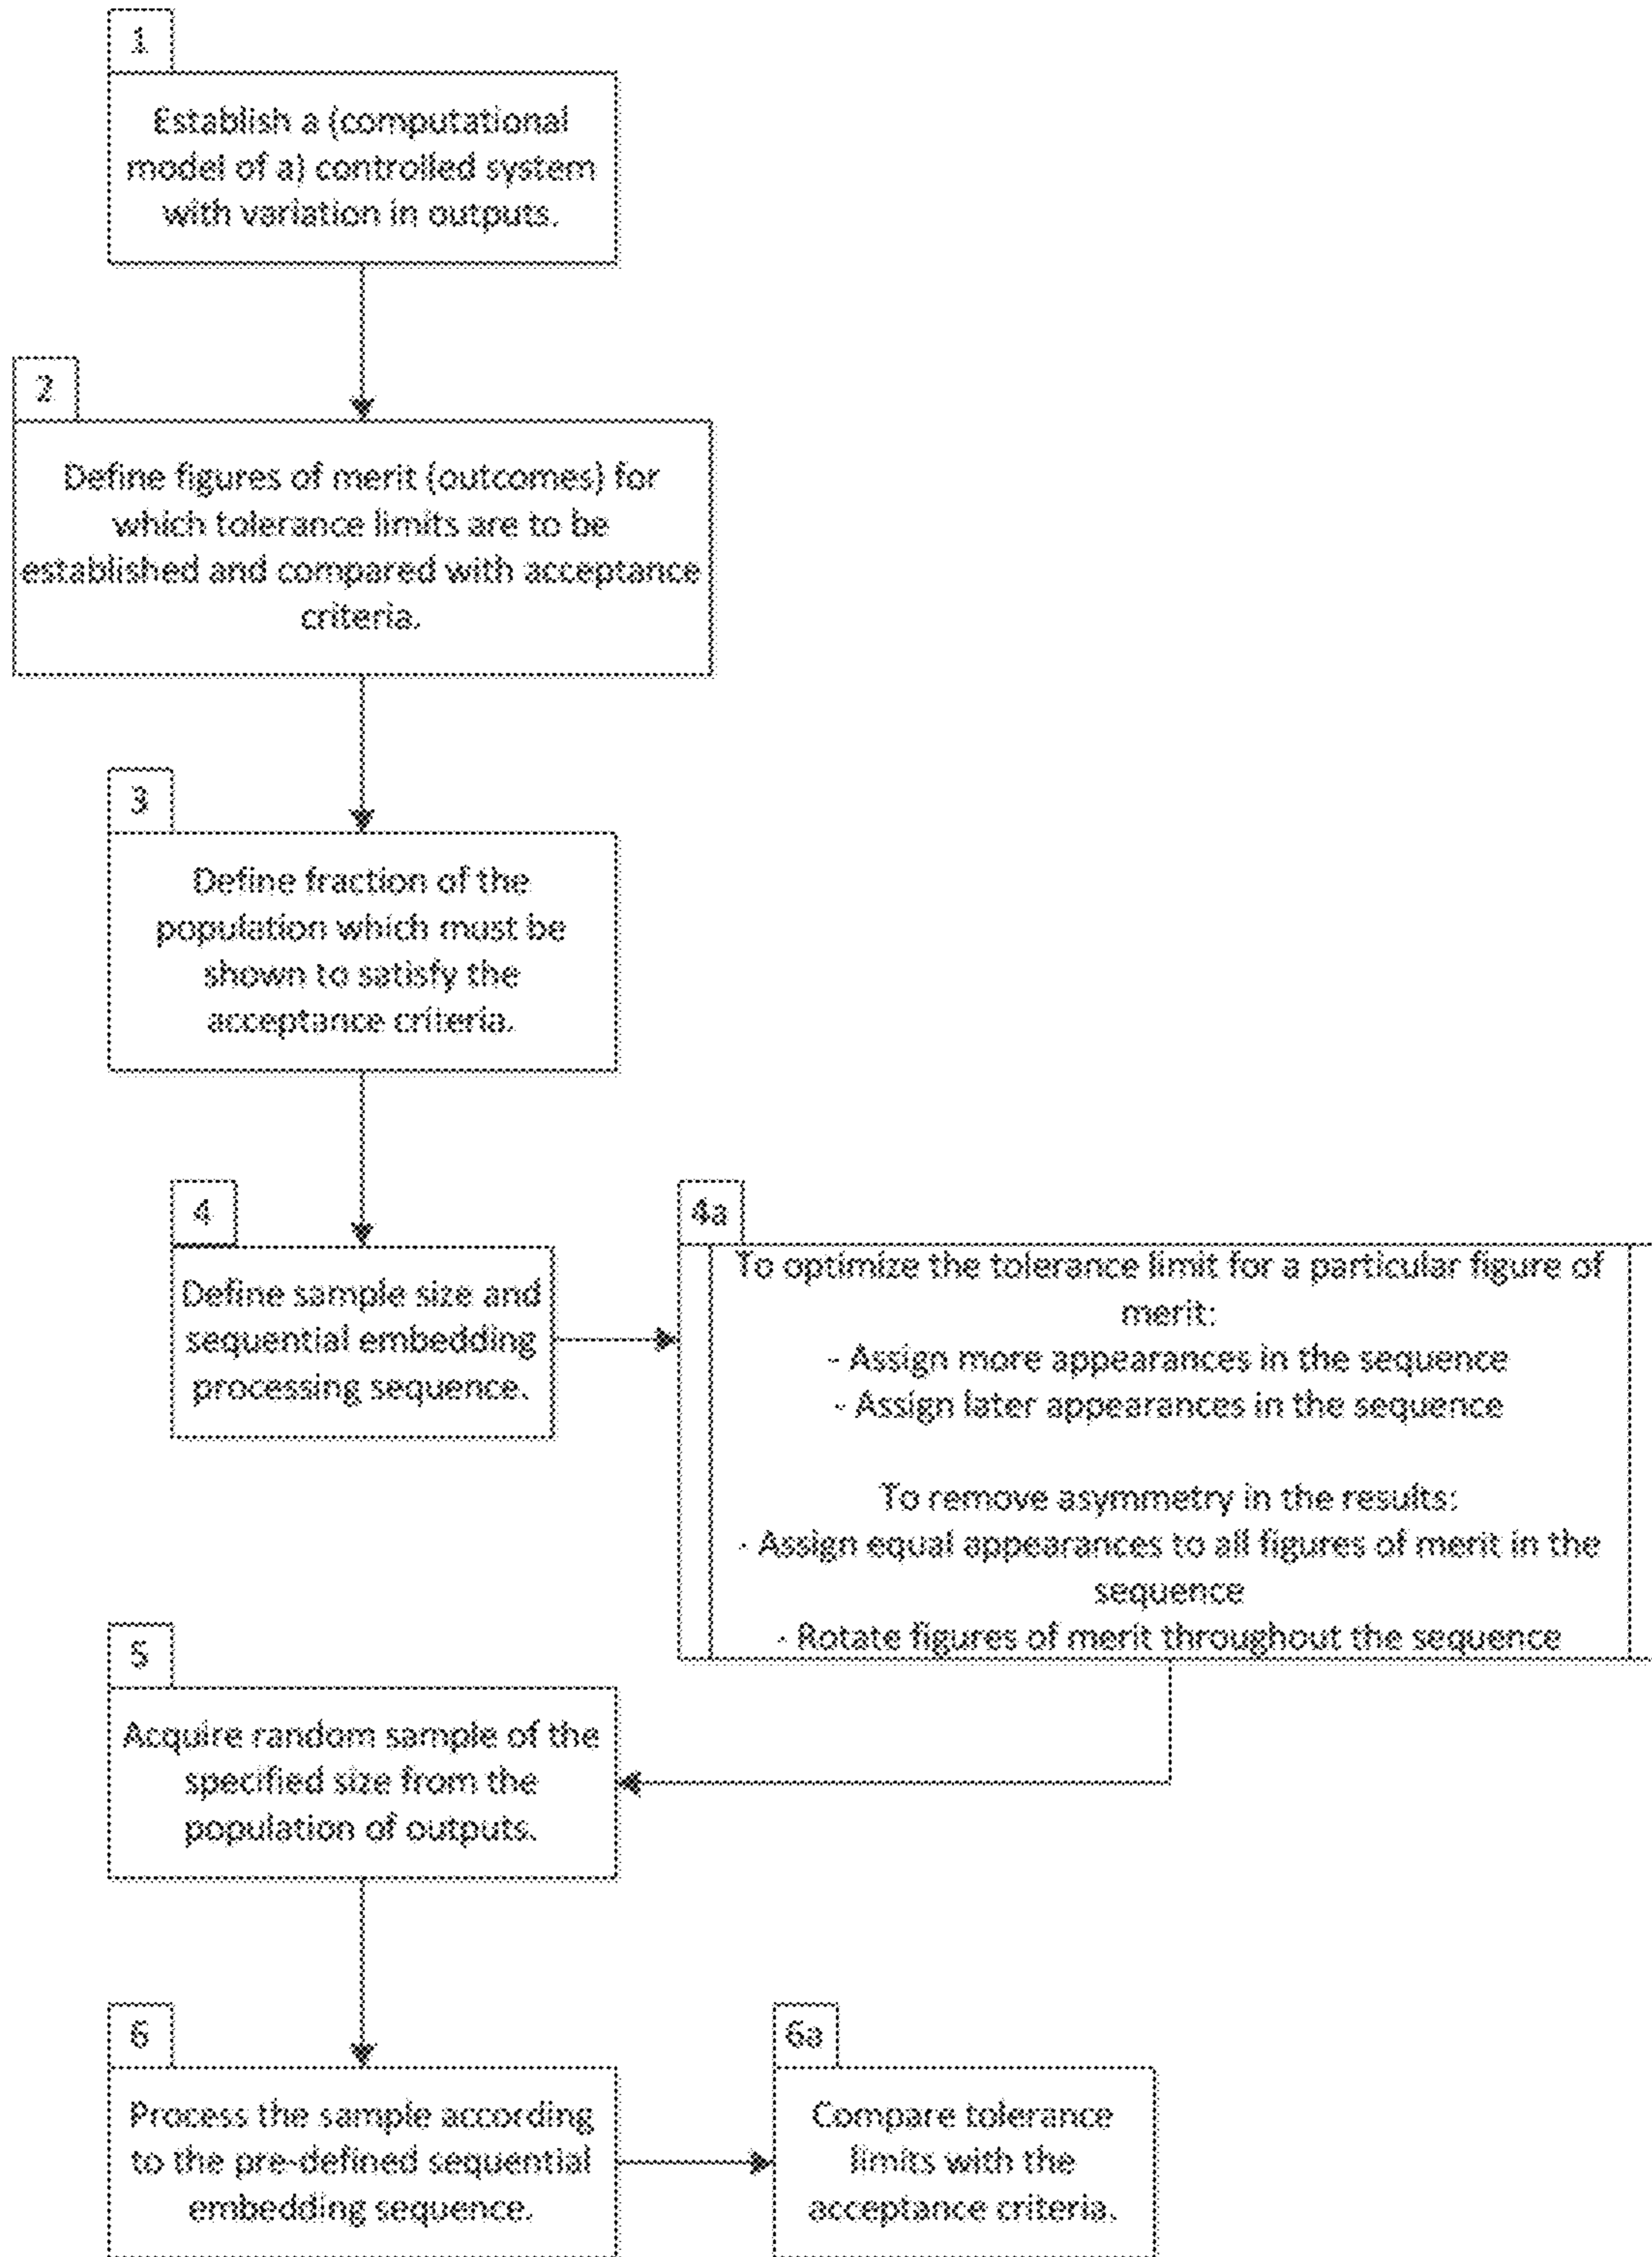 1
Establish a (computational
model of a) controlled system
with variation in outputs.
2
Define figures of merit (outcomes) for
which tolerance limits are to be
established and compared with acceptance
criteria.
3
Define fraction of the
population which must be
shown to satisfy the
acceptance criteria.
4
Define sample size and
sequential embedding
processing sequence.
4a
To optimize the tolerance limit for a particular figure of
merit:
- Assign more appearances in the sequence
- Assign later appearances in the sequence
To remove asymmetry in the results:
- Assign equal appearances to all figures of merit in the
sequence
- Rotate figures of merit throughout the sequence
5
Acquire random sample of the
specified size from the
population of outputs.
6
Process the sample according
to the pre-defined sequential
embedding sequence.
6a
Compare tolerance
limits with the
acceptance criteria.